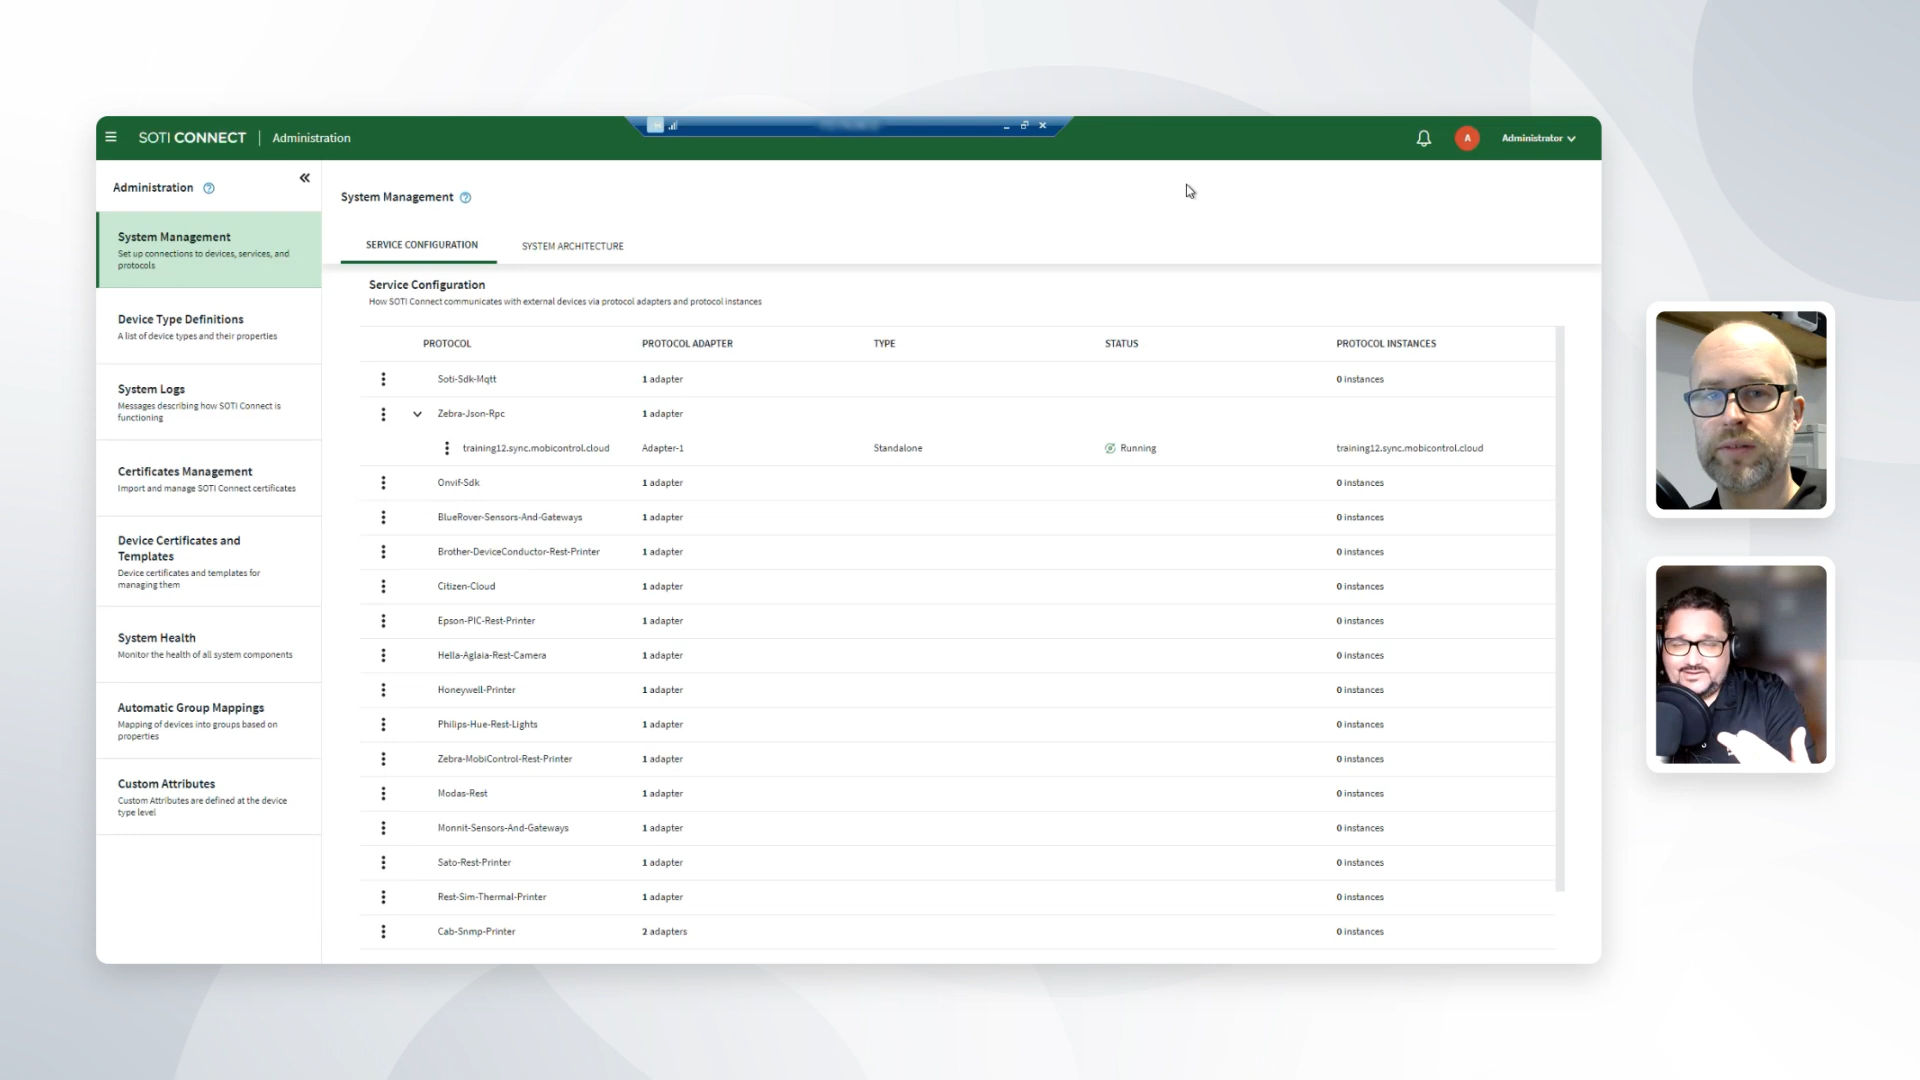 SOTI CONNECT | Administration
A
Administrator
Administration
System Management
Set up connections to devices, services, and
protocols
Device Type Definitions
A list of device types and their properties
System Logs
Messages describing how SOTI Connect is
functioning
Certificates Management
Import and manage SOTI Connect certificates
Device Certificates and
Templates
Device certificates and templates for
managing them
System Health
Monitor the health of all system components
Automatic Group Mappings
Mapping of devices into groups based on
properties
Custom Attributes
Custom Attributes are defined at the device
type level
System Management
SERVICE CONFIGURATION SYSTEM ARCHITECTURE
Service Configuration
How SOTI Connect communicates with external devices via protocol adapters and protocol instances
PROTOCOL PROTOCOL ADAPTER TYPE STATUS PROTOCOL INSTANCES
Soti-Sdk-Mqtt 1 adapter 0 instances
Zebra-Json-Rpc 1 adapter
training12.sync.mobicontrol.cloud Adapter-1 Standalone Running training12.sync.mobicontrol.cloud
Onvif-Sdk 1 adapter 0 instances
BlueRover-Sensors-And-Gateways 1 adapter 0 instances
Brother-DeviceConductor-Rest-Printer 1 adapter 0 instances
Citizen-Cloud 1 adapter 0 instances
Epson-PIC-Rest-Printer 1 adapter 0 instances
Hella-Aglaia-Rest-Camera 1 adapter 0 instances
Honeywell-Printer 1 adapter 0 instances
Philips-Hue-Rest-Lights 1 adapter 0 instances
Zebra-MobiControl-Rest-Printer 1 adapter 0 instances
Modas-Rest 1 adapter 0 instances
Monnit-Sensors-And-Gateways 1 adapter 0 instances
Sato-Rest-Printer 1 adapter 0 instances
Rest-Sim-Thermal-Printer 1 adapter 0 instances
Cab-Snmp-Printer 2 adapters 0 instances